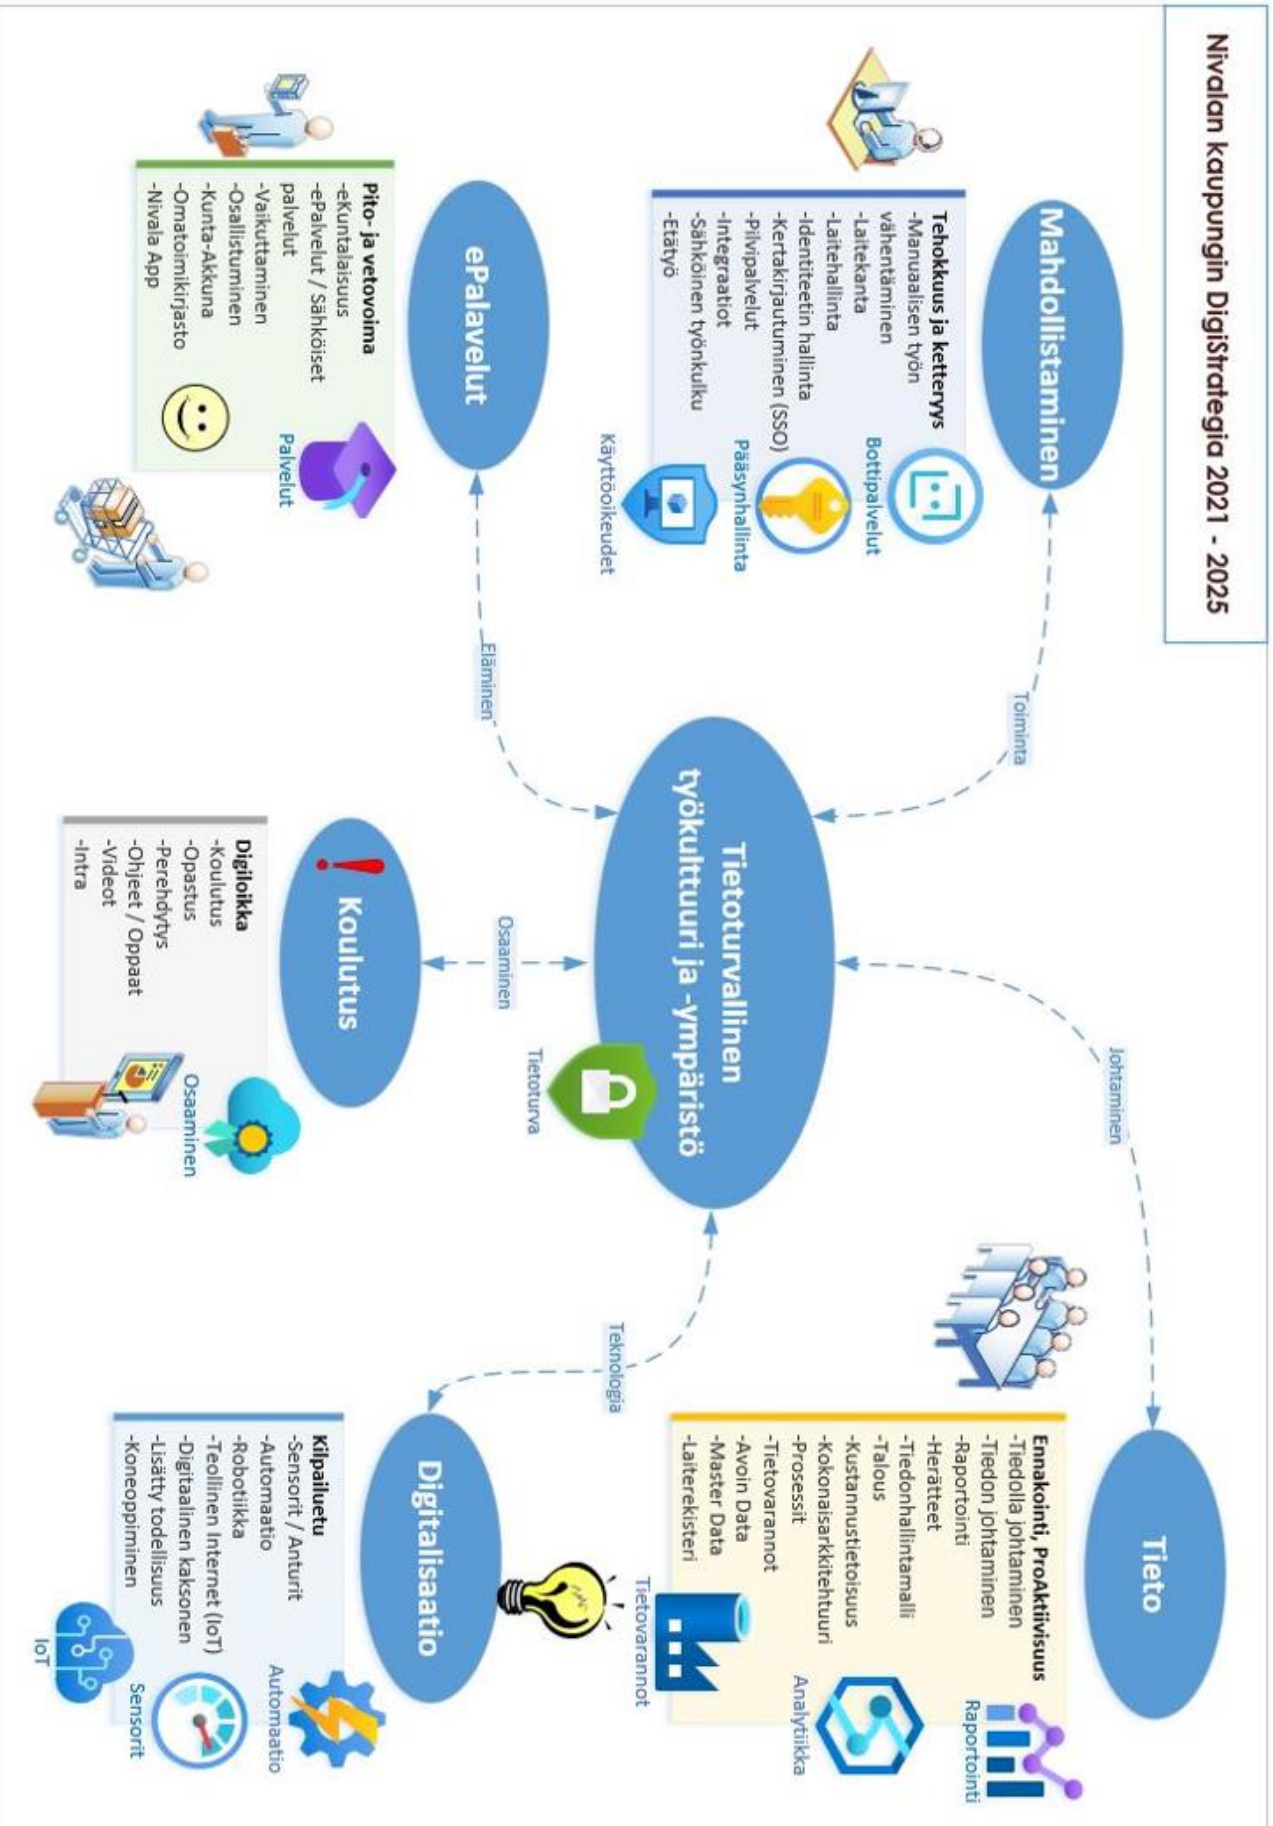 Nivalan kaupungin DigiStrategia 2021 - 2025
Mahdollistaminen
Tehokkuus ja ketteryys
-Manuaalisen työn
vähentäminen
-Laitekanta
-Laitehallinta
-Identiteetin hallinta
-Kertakirjautuminen (SSO)
-Pilvipalvelut
-Integraatiot
-Sähköinen työnkulku
-Etätyö
Bottipalvelut
Pääsynhallinta
Käyttöoikeudet
Toiminta
Johtaminen
Tieto
Ennakointi, ProAktiivisuus
-Tiedolla johtaminen
-Tiedon johtaminen
-Raportointi
-Herätteet
-Tiedonhallintamalli
-Talous
-Kustannustietoisuus
-Kokonaisarkkitehtuuri
-Prosessit
-Tietovarannot
-Avoin Data
-Master Data
-Laiterekisteri
Raportointi
Analytiikka
Tietovarannot
Tietoturvallinen
työkulttuuri ja -ympäristö
Tietoturva
ePalavelut
Pito- ja vetovoima
-eKuntalaisuus
-ePalvelut / Sähköiset
palvelut
-Vaikuttaminen
-Osallistuminen
-Kunta-Akkuna
-Omatoimikirjasto
-Nivala App
Palvelut
Eläminen
Osaaminen
Koulutus
Digiloikka
-Koulutus
-Opastus
-Perehdytys
-Ohjeet / Oppaat
-Videot
-Intra
Osaaminen
Teknologia
Digitalisaatio
Kilpailuetu
-Sensorit / Anturit
-Automaatio
-Robotiikka
-Teollinen Internet (IoT)
-Digitaalinen kaksonen
-Lisätty todellisuus
-Koneoppiminen
Automaatio
Sensorit
IoT